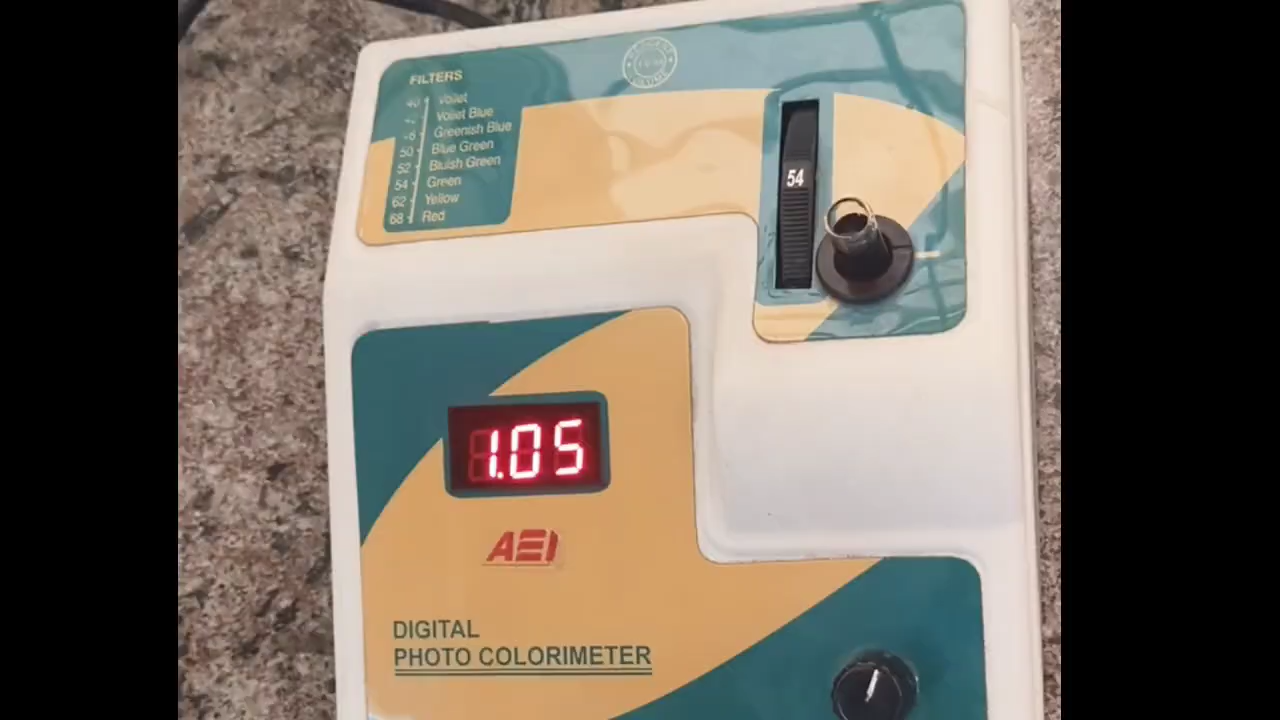 FILTERS
40 Voilet
Voilet Blue
Greenish Blue
50 Blue Green
52 Bluish Green
54 Green
62 Yellow
68 Red
54
1.05
AEI
DIGITAL
PHOTO COLORIMETER